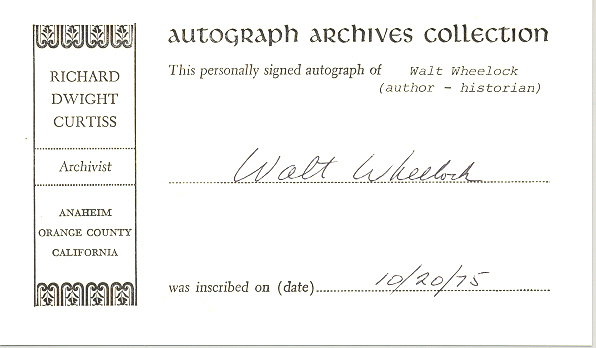 RICHARD
DWIGHT
CURTISS
Archivist
ANAHEIM
ORANGE COUNTY
CALIFORNIA
autograph archives collection
This personally signed autograph of Walt Wheelock
(author - historian)
Walt Wheelock
was inscribed on (date) 10/20/75